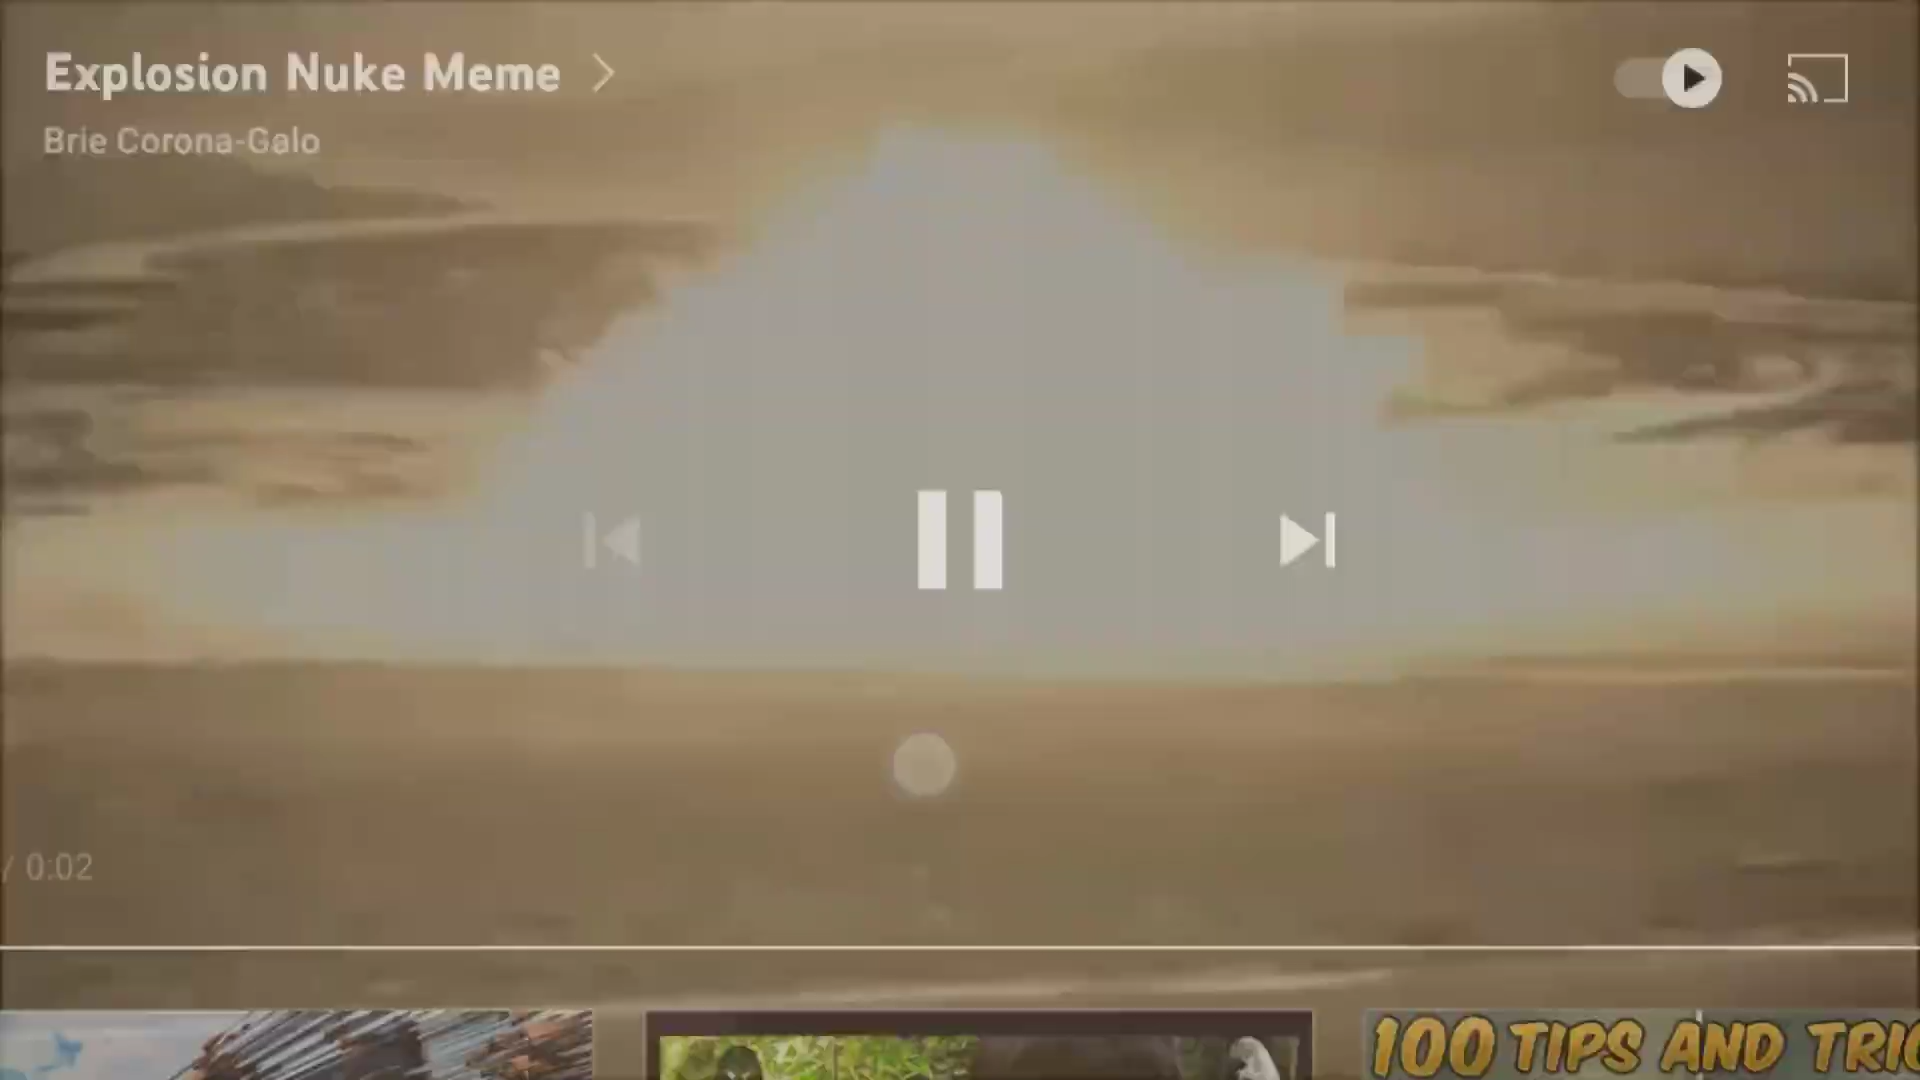 Explosion Nuke Meme
Brie Corona-Galo
/ 0:02
100 TIPS AND TRIC